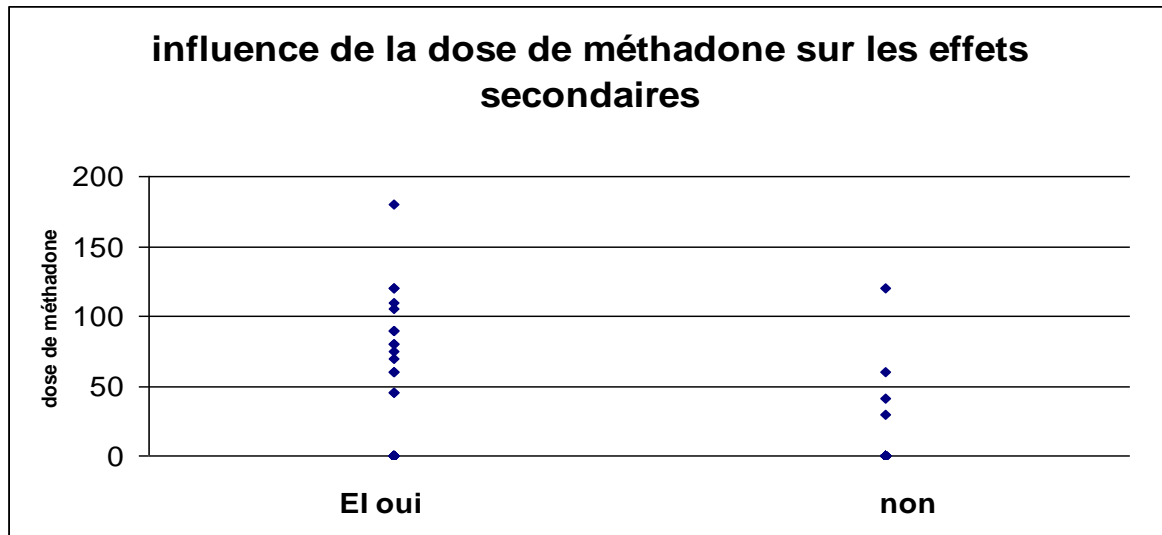 influence de la dose de méthadone sur les effets
secondaires
dose de méthadone
200
150
100
50
0
EI oui
non